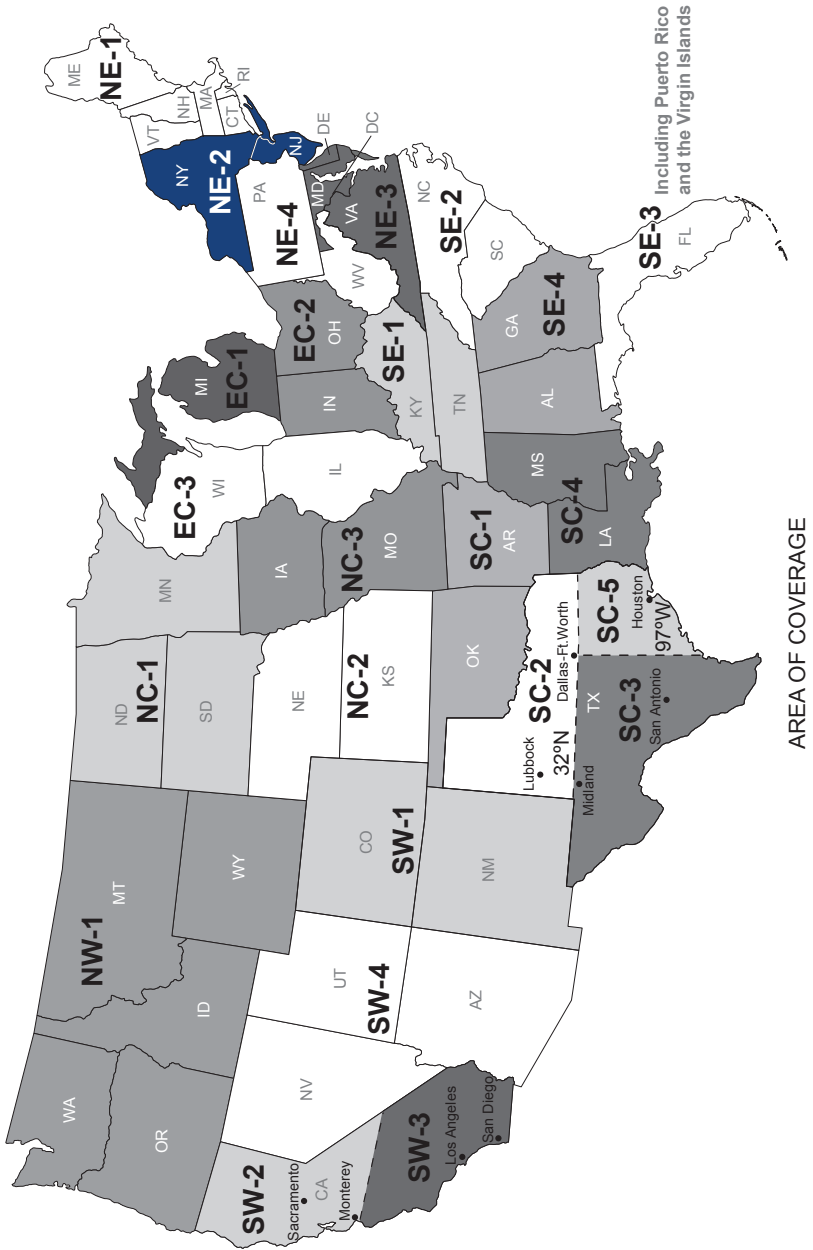 WA
OR
NW-1
MT
ID
WY
ND
NC-1
SD
MN
NE
NC-2
KS
IA
NC-3
MO
EC-3
WI
IL
MI
EC-1
EC-2
OH
IN
ME
NE-1
VT
NH
MA
CT
RI
NY
NE-2
NJ
PA
NE-4
DE
MD
DC
VA
NE-3
WV
SE-1
KY
TN
NC
SE-2
SC
GA
SE-4
AL
SE-3
FL
Including Puerto Rico
and the Virgin Islands
MS
SC-4
LA
SC-1
AR
OK
SC-2
Dallas-Ft.Worth
Lubbock
32ºN
Midland
TX
SC-3
San Antonio
SC-5
Houston
97ºW
CO
SW-1
NM
UT
SW-4
AZ
NV
SW-2
Sacramento
CA
Monterey
SW-3
Los Angeles
San Diego
AREA OF COVERAGE